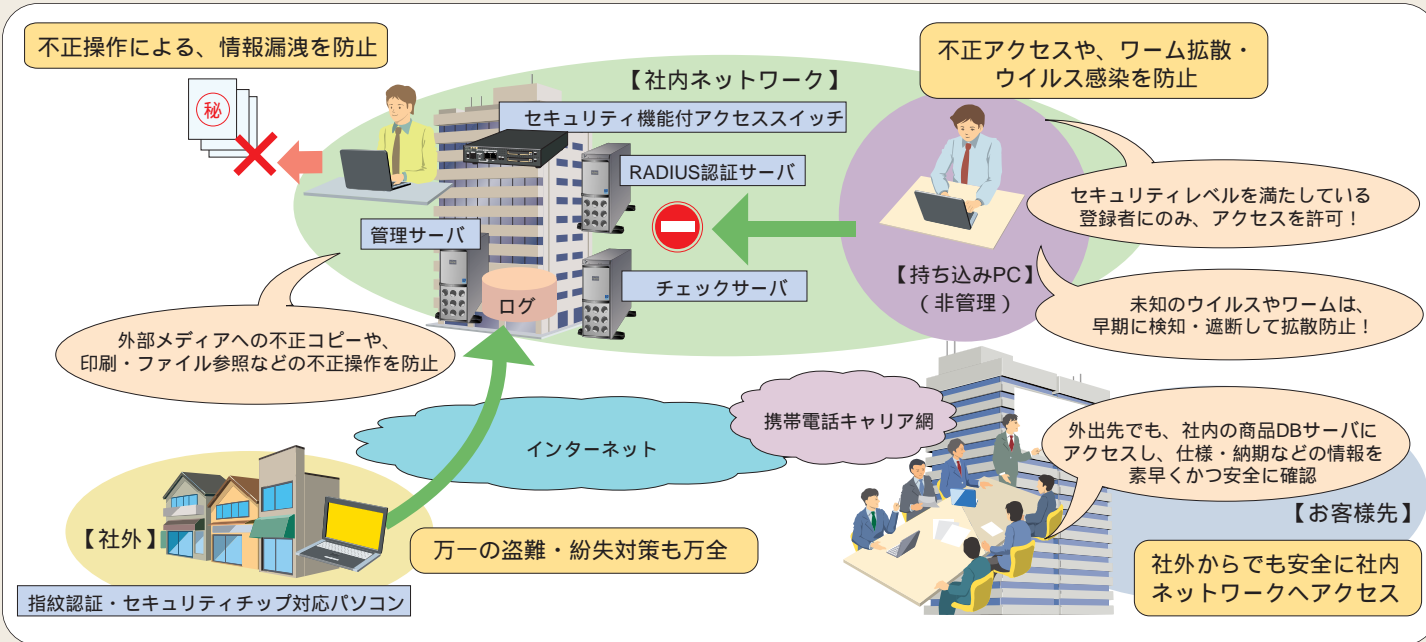 不正操作による、情報漏洩を防止
秘
【社内ネットワーク】
セキュリティ機能付アクセススイッチ
RADIUS認証サーバ
管理サーバ
チェックサーバ
ログ
外部メディアへの不正コピーや、
印刷・ファイル参照などの不正操作を防止
不正アクセスや、ワーム拡散・
ウイルス感染を防止
セキュリティレベルを満たしている
登録者にのみ、アクセスを許可！
【持ち込みPC】
（非管理）
未知のウイルスやワームは、
早期に検知・遮断して拡散防止！
インターネット
携帯電話キャリア網
外出先でも、社内の商品DBサーバに
アクセスし、仕様・納期などの情報を
素早くかつ安全に確認
【お客様先】
【社外】
万一の盗難・紛失対策も万全
社外からでも安全に社内
ネットワークへアクセス
指紋認証・セキュリティチップ対応パソコン